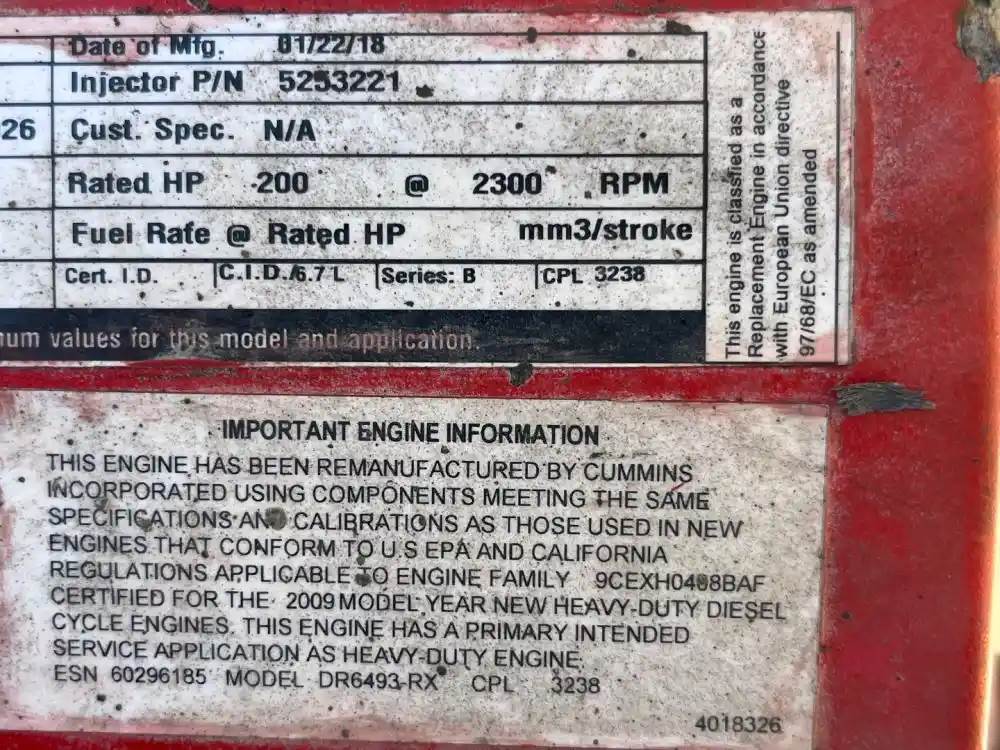 Date of Mfg. 01/22/18
Injector P/N 5253221
26 Cust. Spec. N/A
Rated HP 200 @ 2300 RPM
Fuel Rate @ Rated HP mm3/stroke
Cert. I.D. C.I.D./6.7 L Series: B CPL 3238
num values for this model and application.
This engine is classified as a
Replacement Engine in accordance
with European Union directive
97/68/EC as amended
IMPORTANT ENGINE INFORMATION
THIS ENGINE HAS BEEN REMANUFACTURED BY CUMMINS
INCORPORATED USING COMPONENTS MEETING THE SAME
SPECIFICATIONS AND CALIBRATIONS AS THOSE USED IN NEW
ENGINES THAT CONFORM TO U.S EPA AND CALIFORNIA
REGULATIONS APPLICABLE TO ENGINE FAMILY
CERTIFIED FOR THE 2009 MODEL YEAR NEW HEAVY-DUTY DIESEL
CYCLE ENGINES. THIS ENGINE HAS A PRIMARY INTENDED
SERVICE APPLICATION AS HEAVY-DUTY ENGINE.
ESN 60296185 MODEL DR6493-RX CPL 3238
4018326